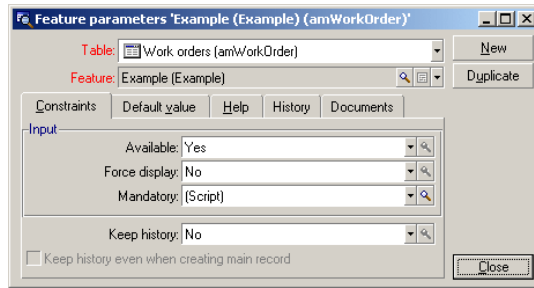 Feature parameters 'Example (Example) (amWorkOrder)'
Table: Work orders (amWorkOrder) New
Feature: Example (Example) Duplicate
Constraints Default value Help History Documents
Input
Available: Yes
Force display: No
Mandatory: (Script)
Keep history: No
Keep history even when creating main record
Close